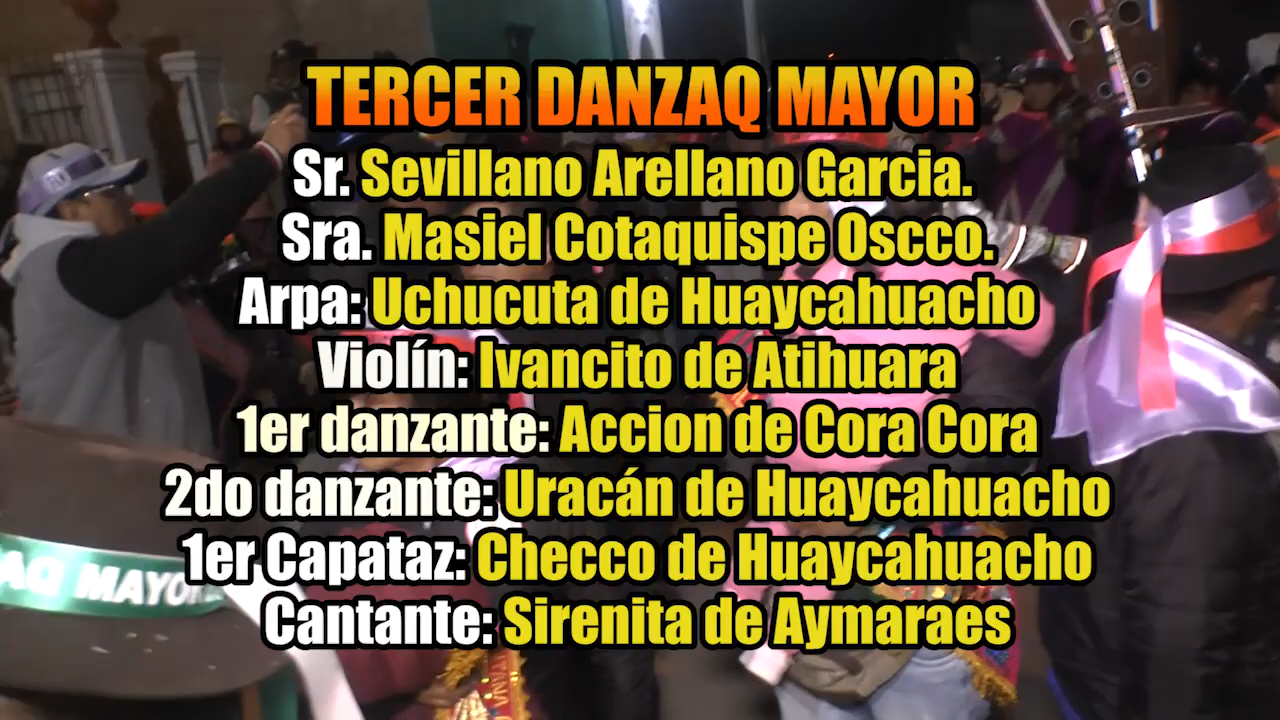 TERCER DANZAQ MAYOR
Sr. Sevillano Arellano Garcia.
Sra. Masiel Cotaquispe Oscco.
Arpa: Uchucuta de Huaycahuacho
Violín: Ivancito de Atihuara
1er danzante: Accion de Cora Cora
2do danzante: Uracán de Huaycahuacho
1er Capataz: Checco de Huaycahuacho
Cantante: Sirenita de Aymaraes
MAYOR